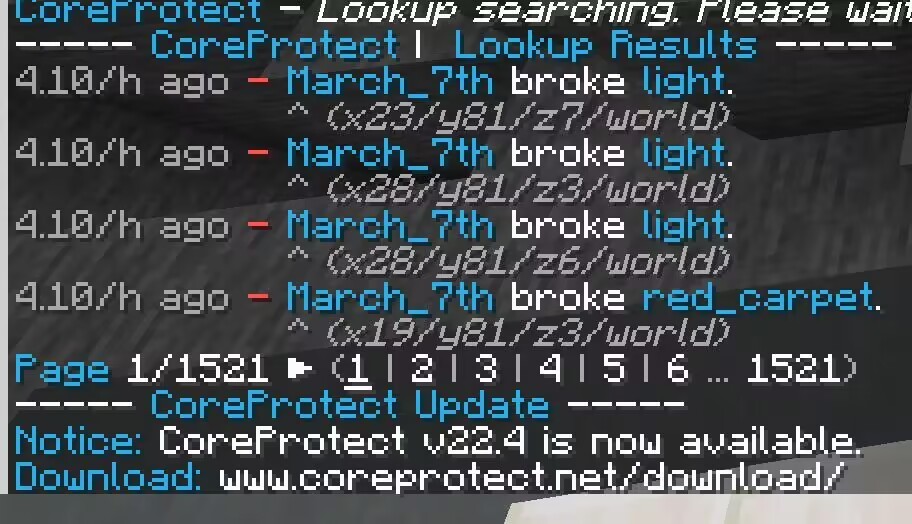 CoreProtect - Lookup searching. Please wait
----- CoreProtect | Lookup Results -----
4.10/h ago - March_7th broke light.
^ (x23/y81/z7/world)
4.10/h ago - March_7th broke light.
^ (x28/y81/z3/world)
4.10/h ago - March_7th broke light.
^ (x28/y81/z6/world)
4.10/h ago - March_7th broke red_carpet.
^ (x19/y81/z3/world)
Page 1/1521 ► (1 | 2 | 3 | 4 | 5 | 6 ... 1521)
----- CoreProtect Update -----
Notice: CoreProtect v22.4 is now available.
Download: www.coreprotect.net/download/